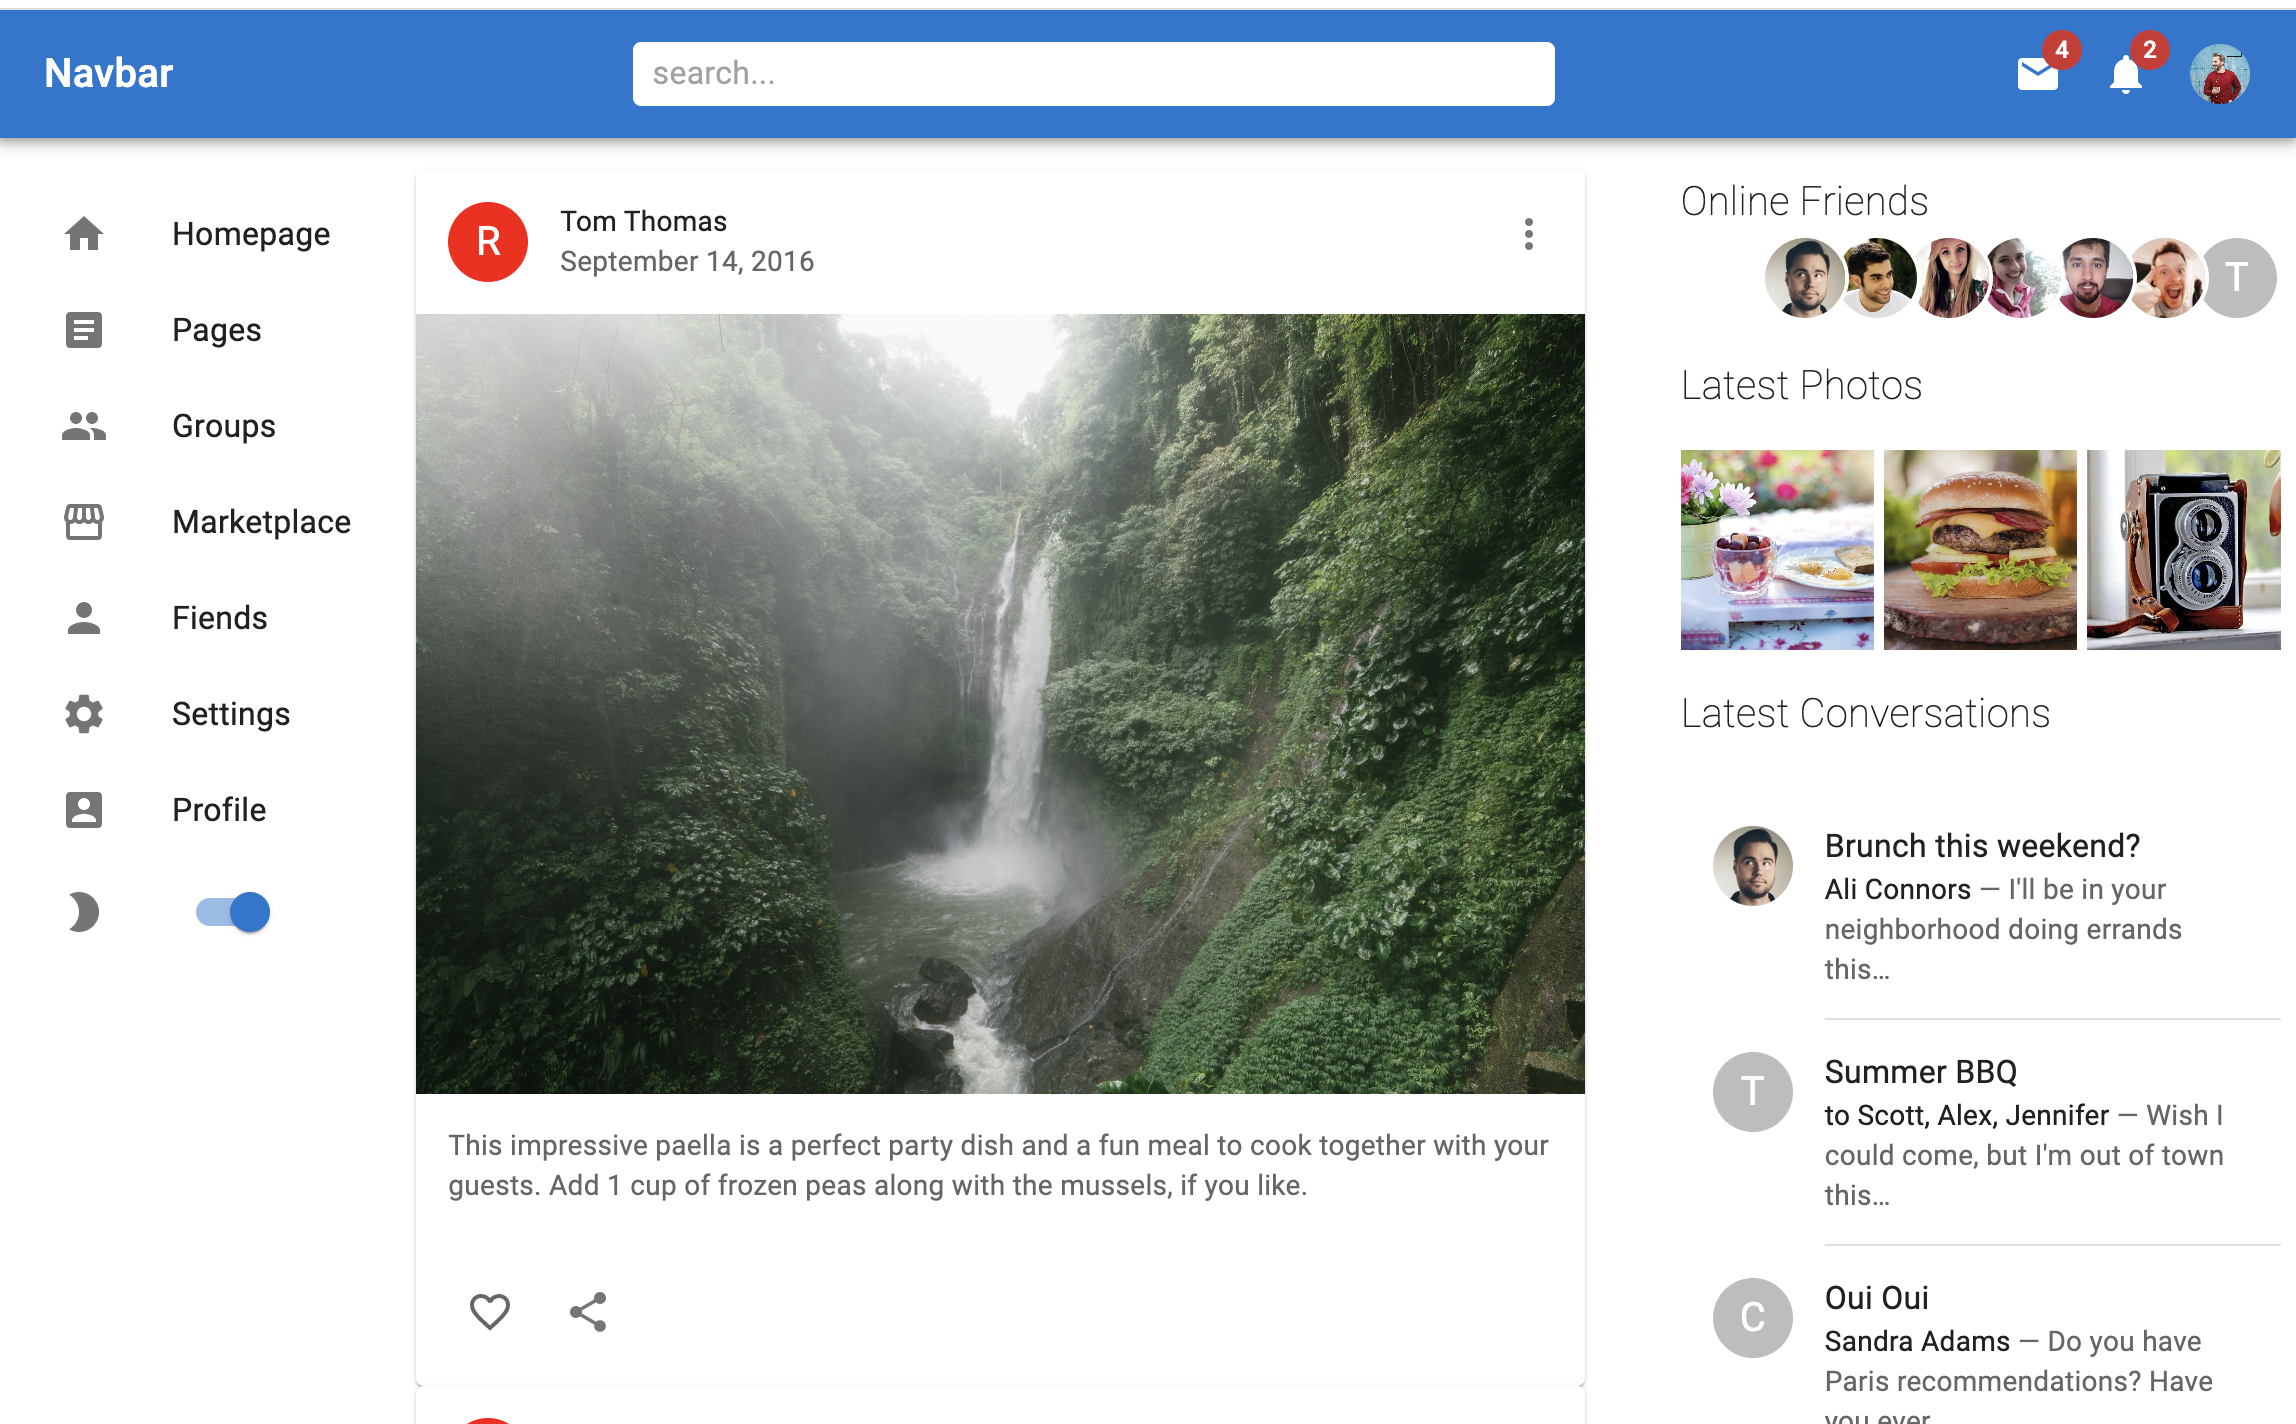 Navbar
search...
4
2
Homepage
Pages
Groups
Marketplace
Fiends
Settings
Profile
R
Tom Thomas
September 14, 2016
This impressive paella is a perfect party dish and a fun meal to cook together with your
guests. Add 1 cup of frozen peas along with the mussels, if you like.
Online Friends
T
Latest Photos
Latest Conversations
Brunch this weekend?
Ali Connors — I'll be in your
neighborhood doing errands
this…
T
Summer BBQ
to Scott, Alex, Jennifer — Wish I
could come, but I'm out of town
this…
C
Oui Oui
Sandra Adams — Do you have
Paris recommendations? Have
you ever